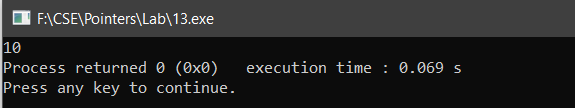 F:\CSE\Pointers\Lab\13.exe
10
Process returned 0 (0x0)   execution time : 0.069 s
Press any key to continue.